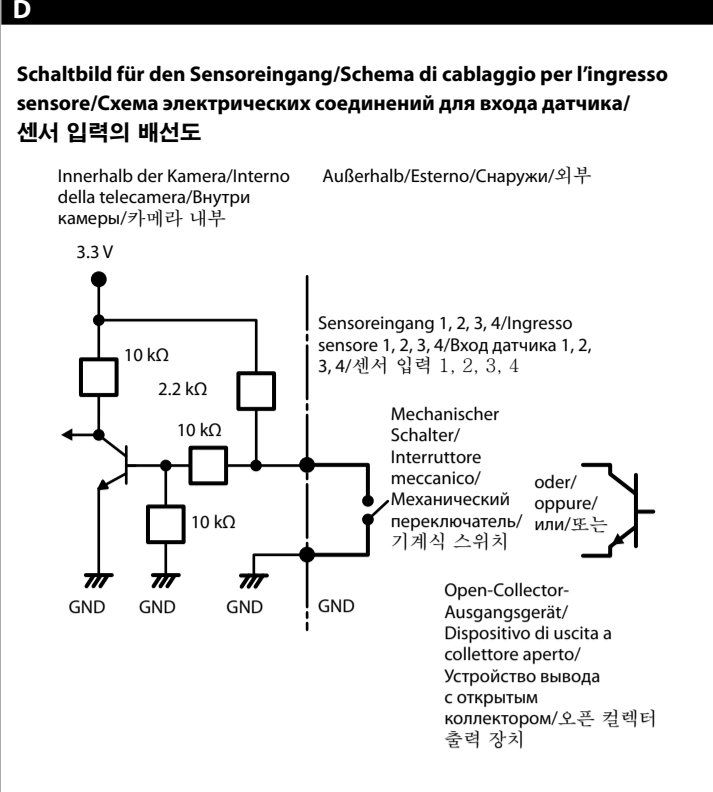 D
Schaltbild für den Sensoreingang/Schema di cablaggio per l’ingresso
sensore/Схема электрических соединений для входа датчика/
센서 입력의 배선도
Innerhalb der Kamera/Interno
della telecamera/Внутри
камеры/카메라 내부
Außerhalb/Esterno/Снаружи/외부
3.3 V
Sensoreingang 1, 2, 3, 4/Ingresso
sensore 1, 2, 3, 4/Вход датчика 1, 2,
3, 4/센서 입력 1, 2, 3, 4
10 kΩ
2.2 kΩ
10 kΩ
10 kΩ
Mechanischer
Schalter/
Interruttore
meccanico/
Механический
переключатель/
기계식 스위치
oder/
oppure/
или/또는
GND
GND
GND
GND
Open-Collector-
Ausgangsgerät/
Dispositivo di uscita a
collettore aperto/
Устройство вывода
с открытым
коллектором/오픈 컬렉터
출력 장치